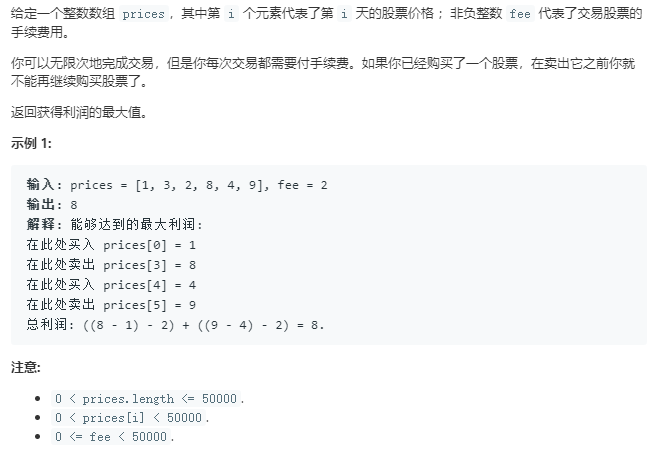 给定一个整数数组 prices，其中第 i 个元素代表了第 i 天的股票价格 ；非负整数 fee 代表了交易股票的
手续费用。
你可以无限次地完成交易，但是你每次交易都需要付手续费。如果你已经购买了一个股票，在卖出它之前你就
不能再继续购买股票了。
返回获得利润的最大值。
示例 1:
输入: prices = [1, 3, 2, 8, 4, 9], fee = 2
输出: 8
解释: 能够达到的最大利润:
在此处买入 prices[0] = 1
在此处卖出 prices[3] = 8
在此处买入 prices[4] = 4
在此处卖出 prices[5] = 9
总利润: ((8 - 1) - 2) + ((9 - 4) - 2) = 8.
注意:
• 0 < prices.length <= 50000.
• 0 < prices[i] < 50000.
• 0 <= fee < 50000.